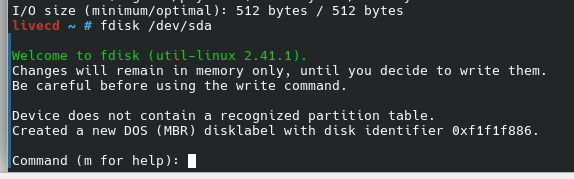 I/O size (minimum/optimal): 512 bytes / 512 bytes
livecd ~ # fdisk /dev/sda
Welcome to fdisk (util-linux 2.41.1).
Changes will remain in memory only, until you decide to write them.
Be careful before using the write command.
Device does not contain a recognized partition table.
Created a new DOS (MBR) disklabel with disk identifier 0xf1f1f886.
Command (m for help):